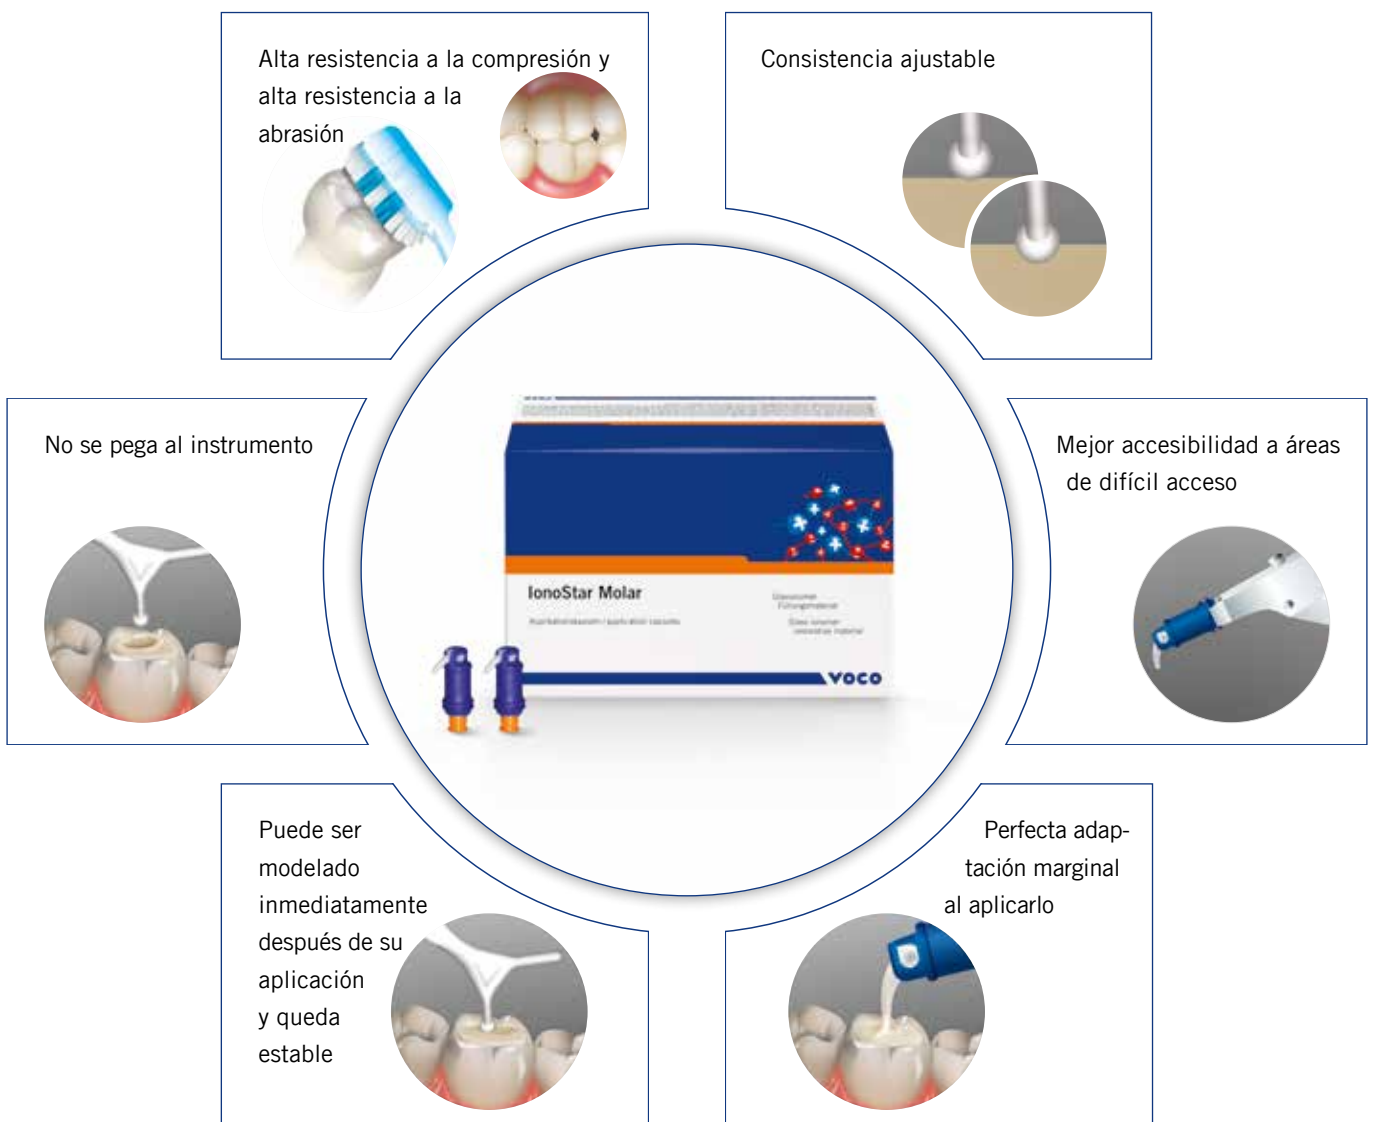 Alta resistencia a la compresión y
alta resistencia a la
abrasión
Consistencia ajustable
No se pega al instrumento
Mejor accesibilidad a áreas
de difícil acceso
IonoStar Molar
VOCO
Puede ser
modelado
inmediatamente
después de su
aplicación
y queda
estable
Perfecta adap-
tación marginal
al aplicarlo